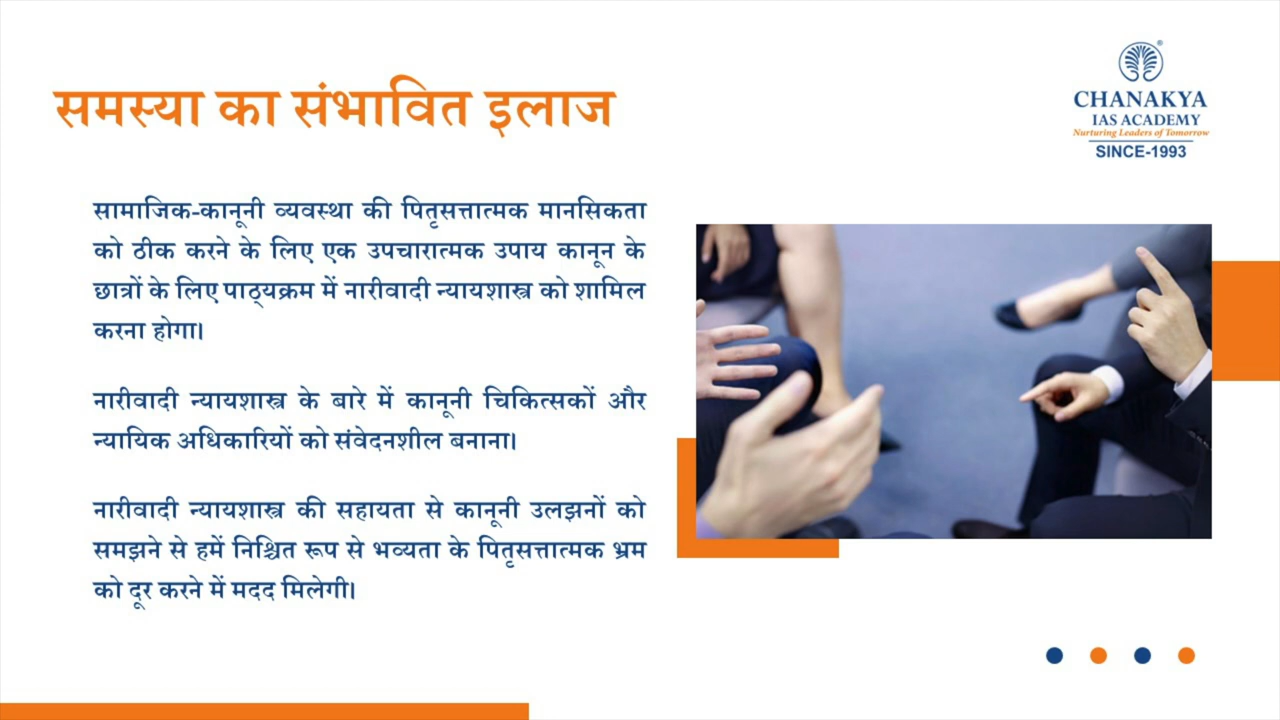 समस्या का संभावित इलाज
®
CHANAKYA
IAS ACADEMY
Nurturing Leaders of Tomorrow
SINCE-1993
सामाजिक-कानूनी व्यवस्था की पितृसत्तात्मक मानसिकता
को ठीक करने के लिए एक उपचारात्मक उपाय कानून के
छात्रों के लिए पाठ्यक्रम में नारीवादी न्यायशास्त्र को शामिल
करना होगा।
नारीवादी न्यायशास्त्र के बारे में कानूनी चिकित्सकों और
न्यायिक अधिकारियों को संवेदनशील बनाना।
नारीवादी न्यायशास्त्र की सहायता से कानूनी उलझनों को
समझने से हमें निश्चित रूप से भव्यता के पितृसत्तात्मक भ्रम
को दूर करने में मदद मिलेगी।